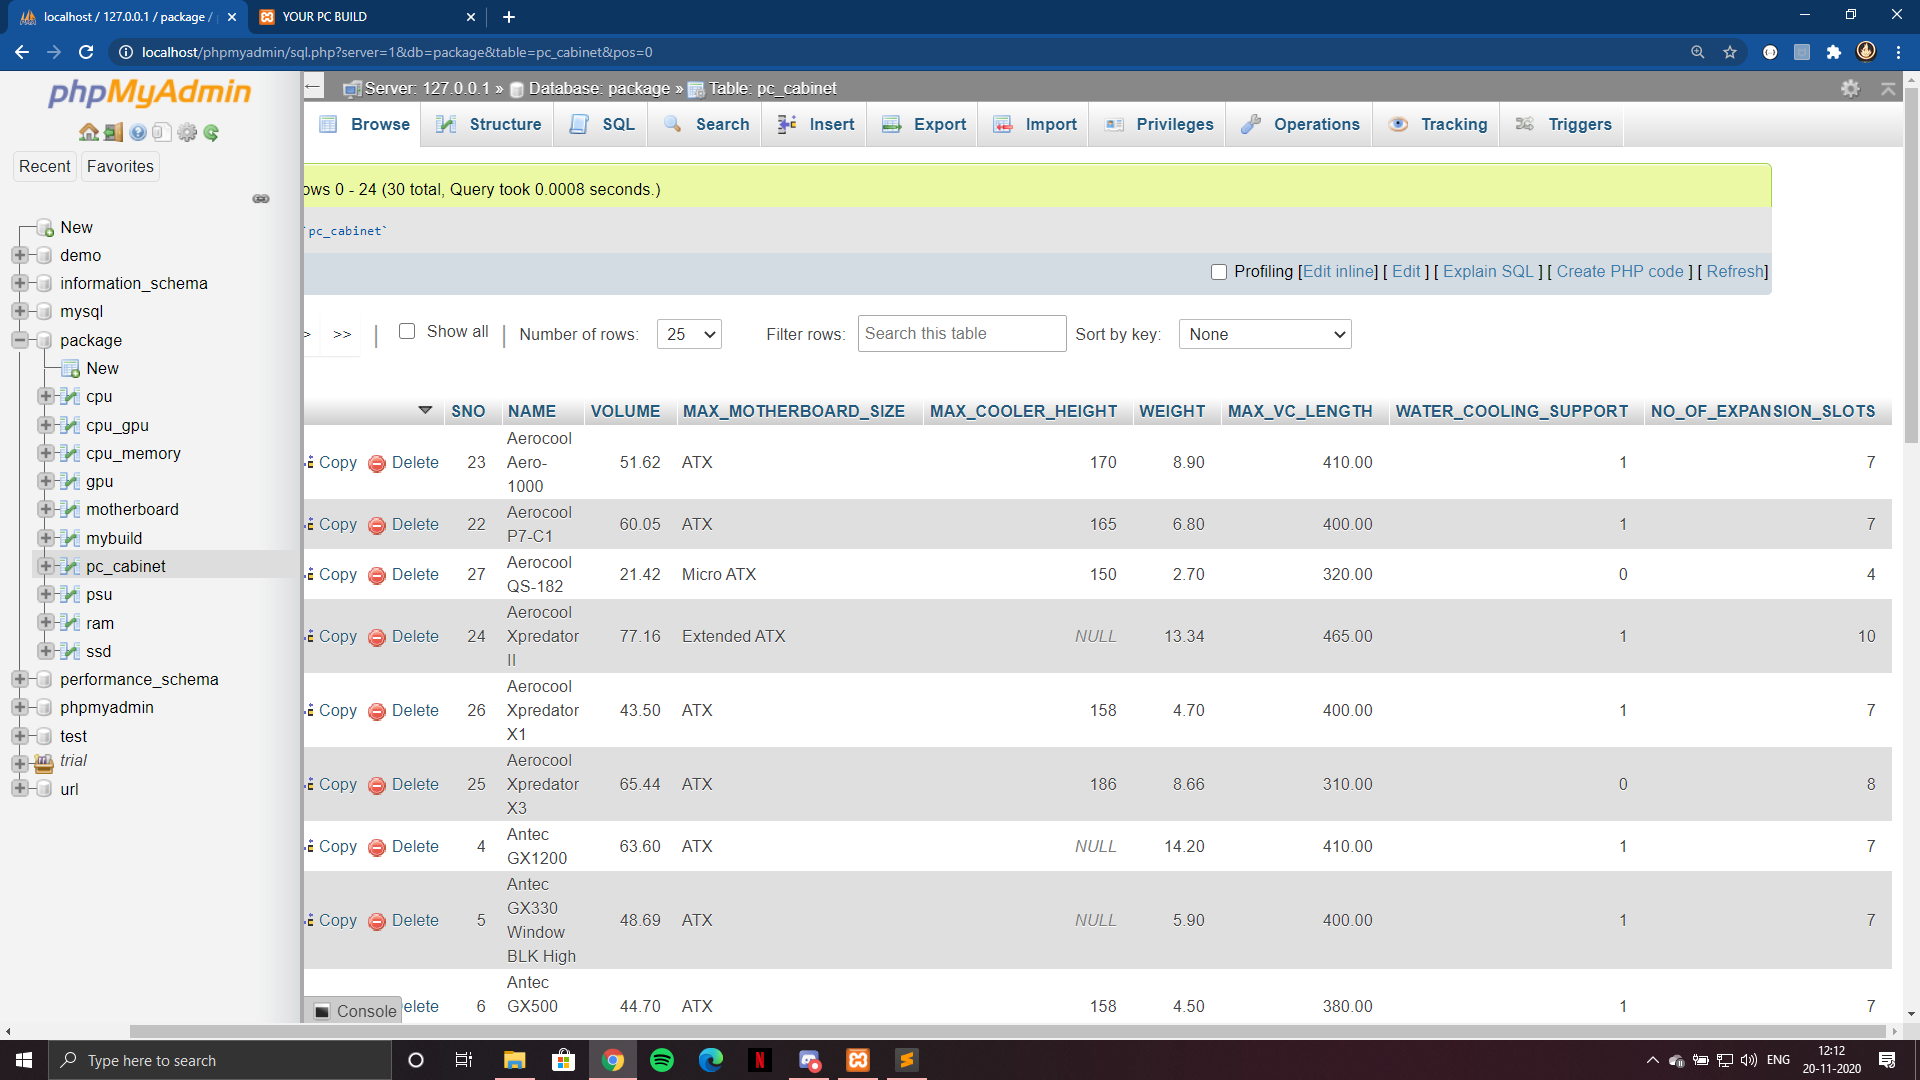 localhost / 127.0.0.1 / package /
YOUR PC BUILD
localhost/phpmyadmin/sql.php?server=1&db=package&table=pc_cabinet&pos=0
phpMyAdmin
Recent Favorites
New
demo
information_schema
mysql
package
New
cpu
cpu_gpu
cpu_memory
gpu
motherboard
mybuild
pc_cabinet
psu
ram
ssd
performance_schema
phpmyadmin
test
trial
url
Server: 127.0.0.1 » Database: package » Table: pc_cabinet
Browse Structure SQL Search Insert Export Import Privileges Operations Tracking Triggers
ows 0 - 24 (30 total, Query took 0.0008 seconds.)
`pc_cabinet`
Profiling [Edit inline] [ Edit ] [ Explain SQL ] [ Create PHP code ] [ Refresh]
> >> | Show all | Number of rows: 25 Filter rows: Search this table Sort by key: None
SNO NAME VOLUME MAX_MOTHERBOARD_SIZE MAX_COOLER_HEIGHT WEIGHT MAX_VC_LENGTH WATER_COOLING_SUPPORT NO_OF_EXPANSION_SLOTS
Aerocool
Copy Delete 23 Aero- 51.62 ATX 170 8.90 410.00 1 7
1000
Aerocool
Copy Delete 22 60.05 ATX 165 6.80 400.00 1 7
P7-C1
Aerocool
Copy Delete 27 21.42 Micro ATX 150 2.70 320.00 0 4
QS-182
Aerocool
Copy Delete 24 Xpredator 77.16 Extended ATX NULL 13.34 465.00 1 10
II
Aerocool
Copy Delete 26 Xpredator 43.50 ATX 158 4.70 400.00 1 7
X1
Aerocool
Copy Delete 25 Xpredator 65.44 ATX 186 8.66 310.00 0 8
X3
Antec
Copy Delete 4 63.60 ATX NULL 14.20 410.00 1 7
GX1200
Antec
GX330
Copy Delete 5 48.69 ATX NULL 5.90 400.00 1 7
Window
BLK High
Antec
elete 6 GX500 44.70 ATX 158 4.50 380.00 1 7
Console
Type here to search
ENG
12:12
20-11-2020